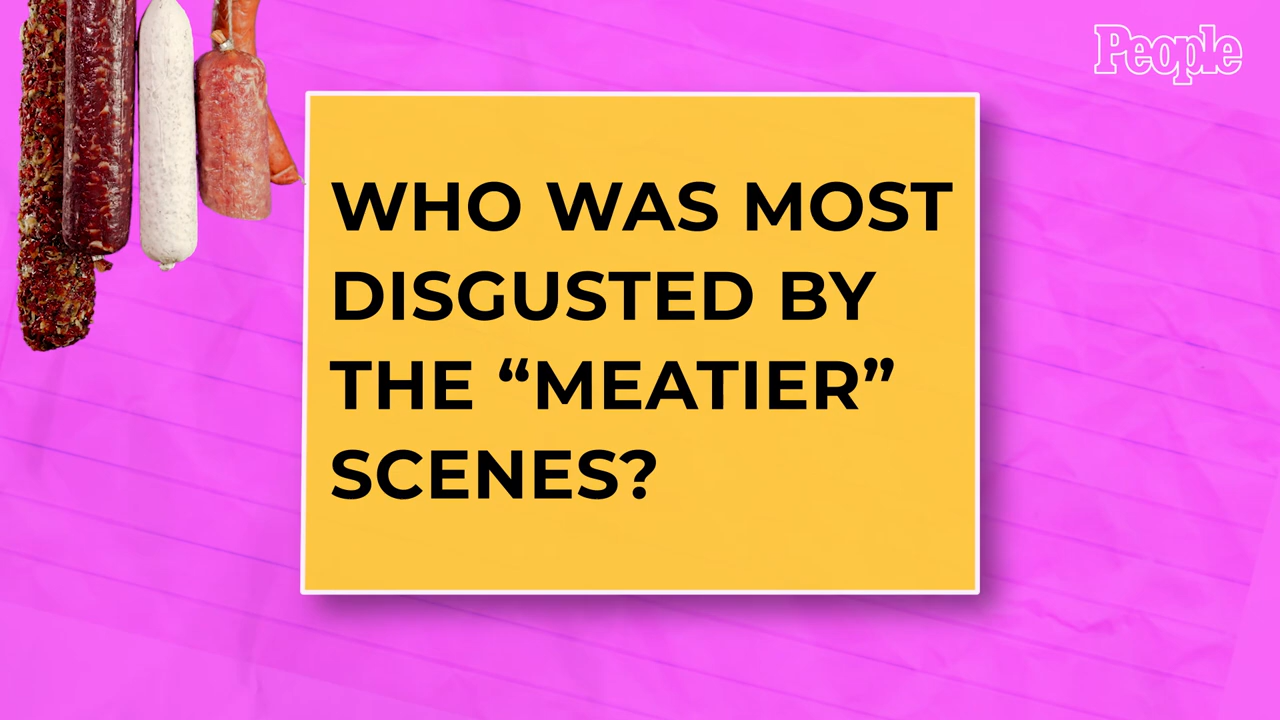 People
WHO WAS MOST
DISGUSTED BY
THE “MEATIER”
SCENES?